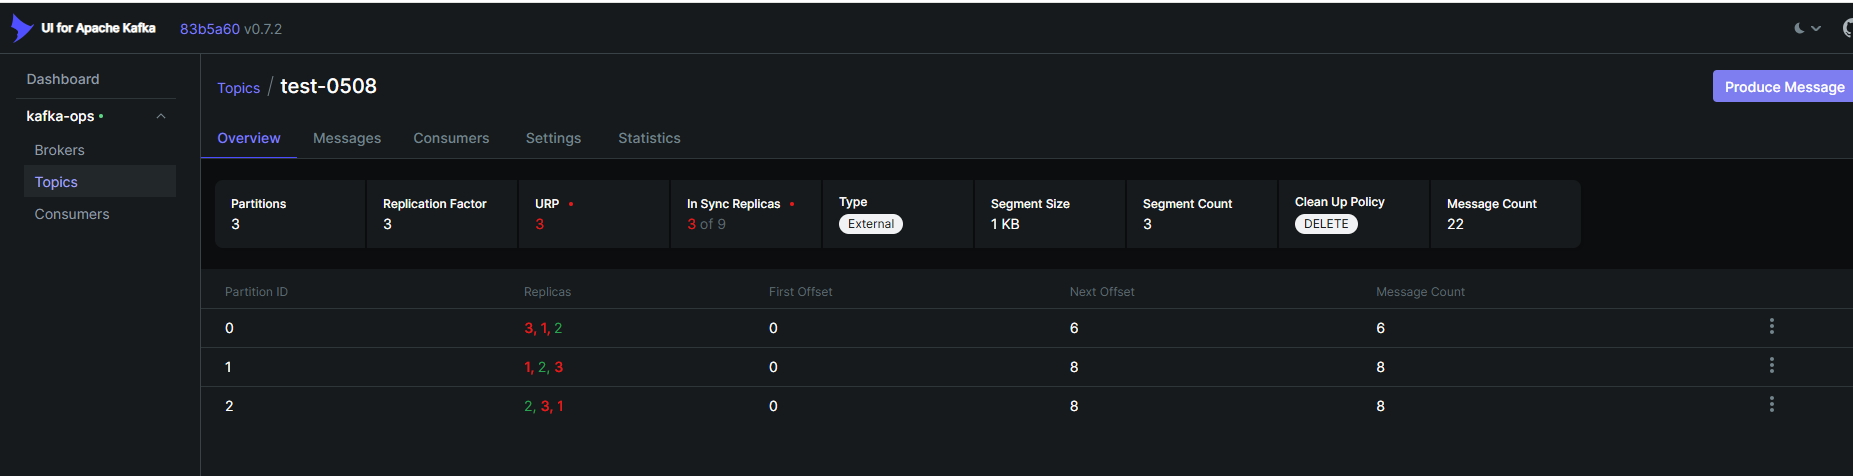 UI for Apache Kafka 83b5a60 v0.7.2
Dashboard
kafka-ops
Brokers
Topics
Consumers
Topics / test-0508
Produce Message
Overview Messages Consumers Settings Statistics
Partitions Replication Factor URP In Sync Replicas Type Segment Size Segment Count Clean Up Policy Message Count
3 3 3 3 of 9 External 1 KB 3 DELETE 22
Partition ID Replicas First Offset Next Offset Message Count
0 3, 1, 2 0 6 6
1 1, 2, 3 0 8 8
2 2, 3, 1 0 8 8